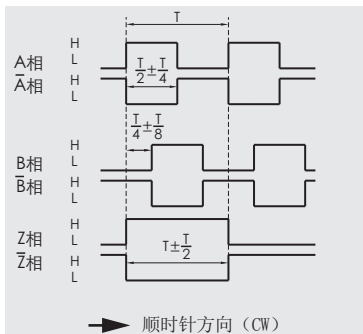 T
H
A相 L
Ā相 H
L
T/2±T/4
T/4±T/8
H
B相 L
B̄相 H
L
H
Z相 L
Z̄相 H
L
T±T/2
顺时针方向（CW）